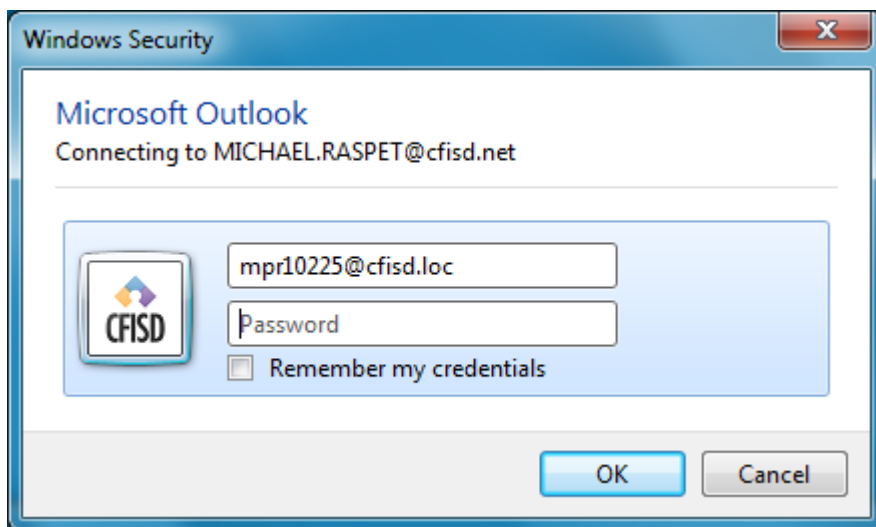 Windows Security
Microsoft Outlook
Connecting to MICHAEL.RASPET@cfisd.net
mpr10225@cfisd.loc
CFISD
Password
Remember my credentials
OK
Cancel